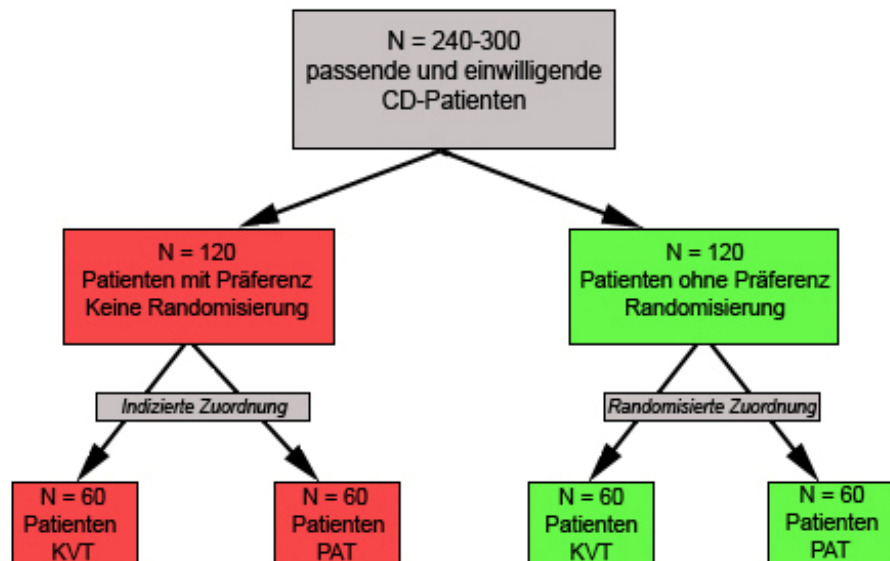 N = 240-300
passende und einwilligende
CD-Patienten
N = 120
Patienten mit Präferenz
Keine Randomisierung
N = 120
Patienten ohne Präferenz
Randomisierung
Indizierte Zuordnung
Randomisierte Zuordnung
N = 60
Patienten
KVT
N = 60
Patienten
PAT
N = 60
Patienten
KVT
N = 60
Patienten
PAT